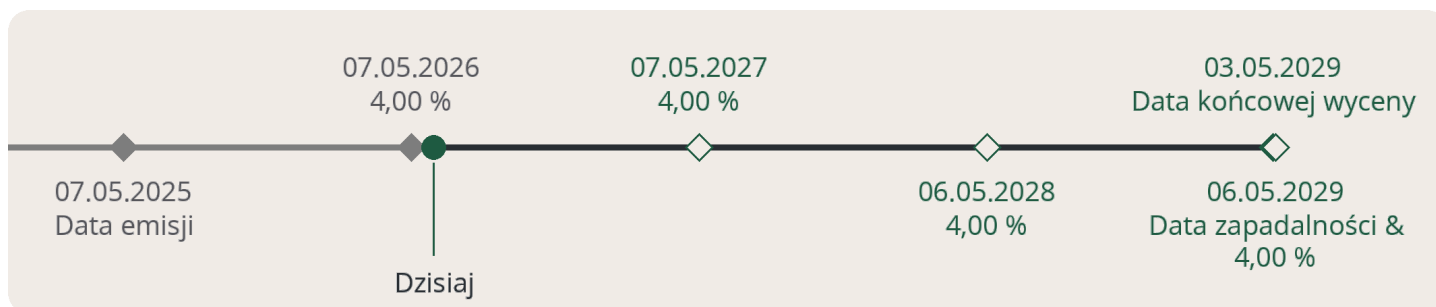 07.05.2026
4,00 %
07.05.2027
4,00 %
03.05.2029
Data końcowej wyceny
07.05.2025
Data emisji
06.05.2028
4,00 %
06.05.2029
Data zapadalności &
4,00 %
Dzisiaj